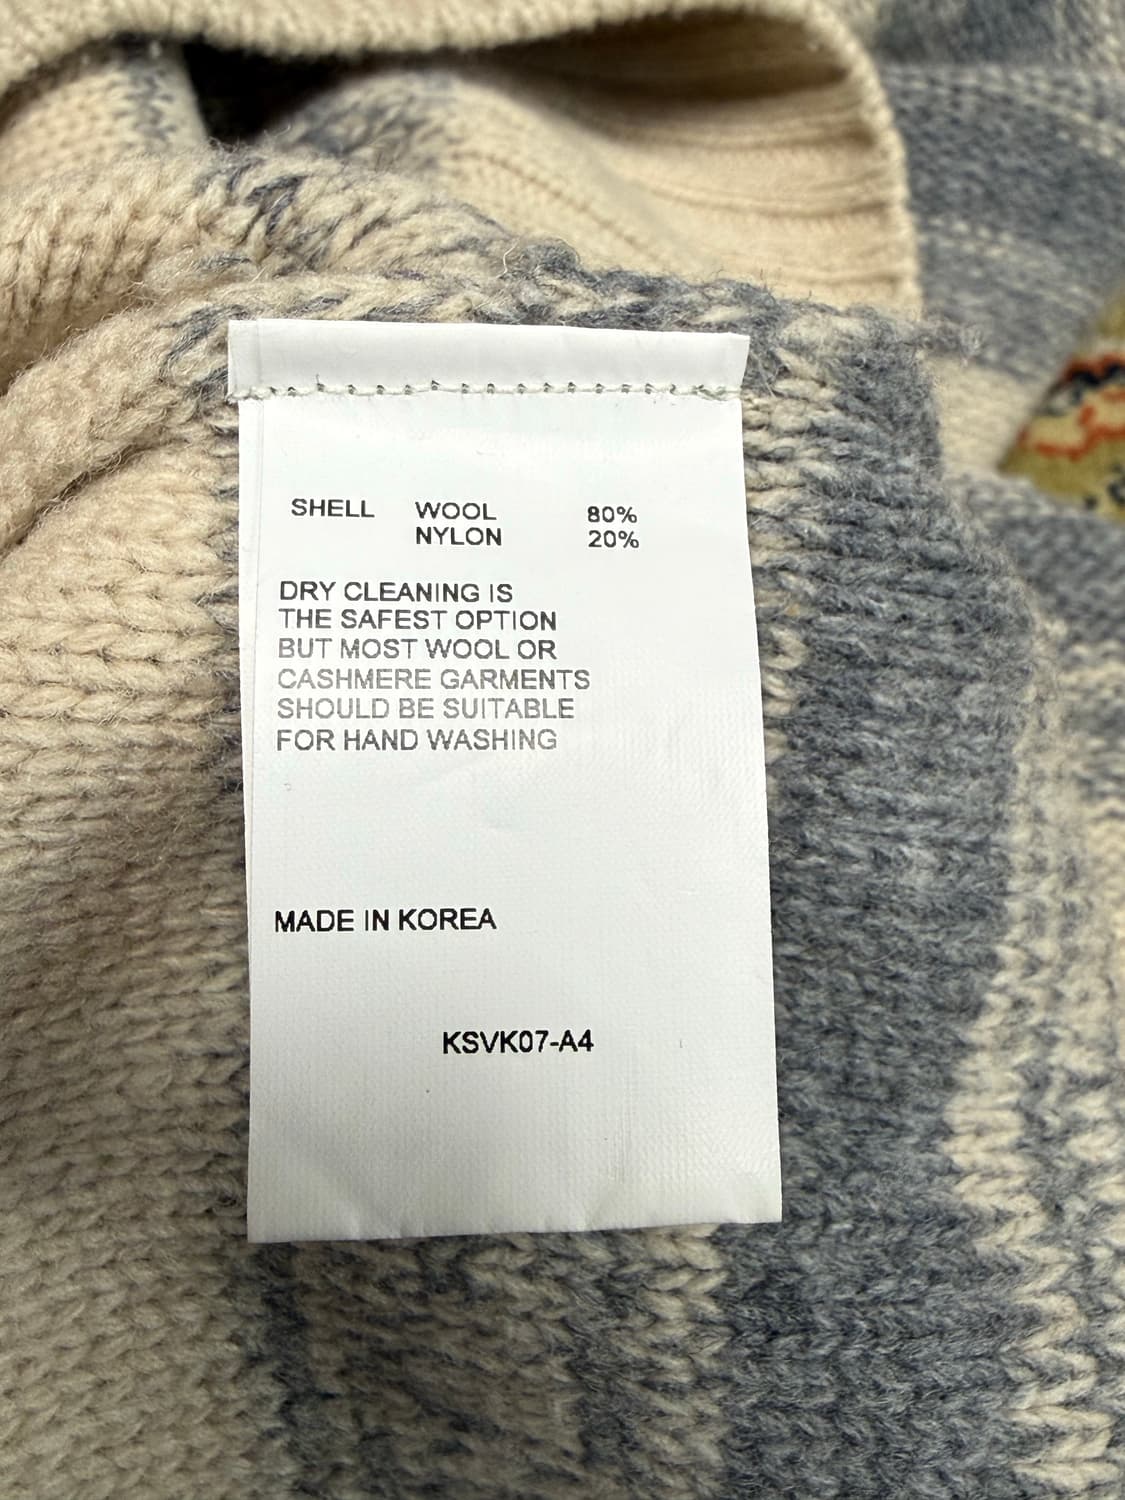 SHELL WOOL 80%
NYLON 20%
DRY CLEANING IS
THE SAFEST OPTION
BUT MOST WOOL OR
CASHMERE GARMENTS
SHOULD BE SUITABLE
FOR HAND WASHING
MADE IN KOREA
KSVK07-A4